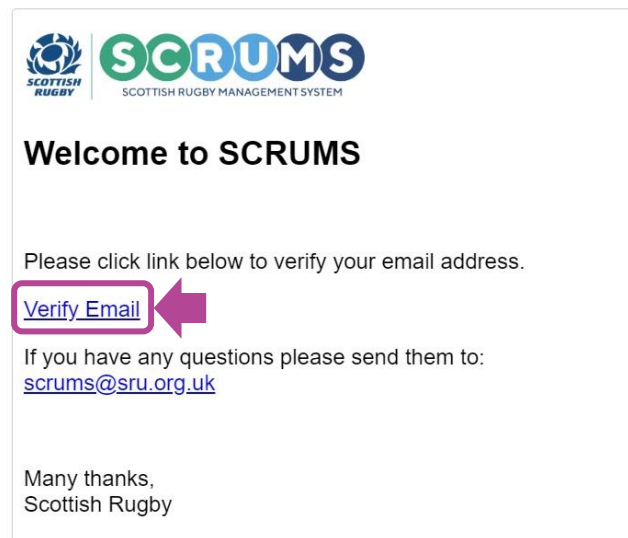 SCRUMS
SCOTTISH
RUGBY
SCOTTISH RUGBY MANAGEMENT SYSTEM
Welcome to SCRUMS
Please click link below to verify your email address.
Verify Email
If you have any questions please send them to:
scrums@sru.org.uk
Many thanks,
Scottish Rugby